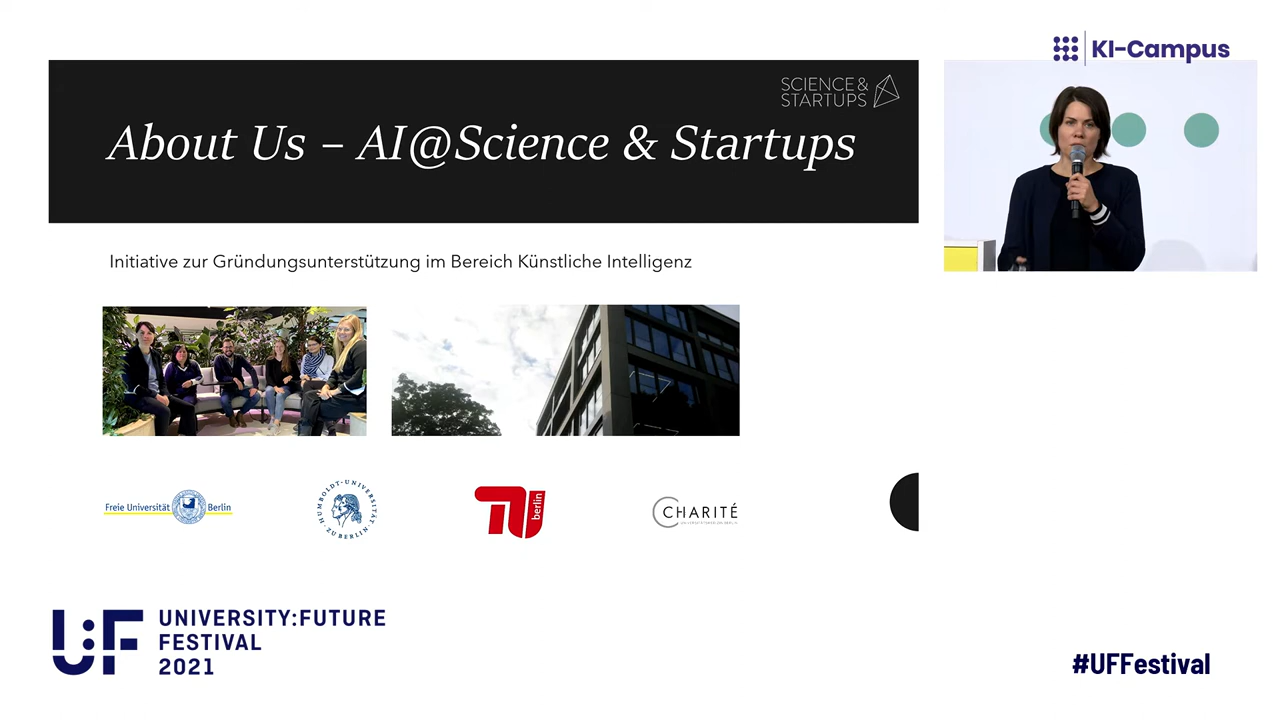 KI-Campus
SCIENCE &
STARTUPS
About Us – AI@Science & Startups
Initiative zur Gründungsunterstützung im Bereich Künstliche Intelligenz
Freie Universität Berlin
HUMBOLDT-UNIVERSITÄT ZU BERLIN
TU berlin
CHARITÉ
U:F
UNIVERSITY:FUTURE
FESTIVAL
2021
#UFFestival